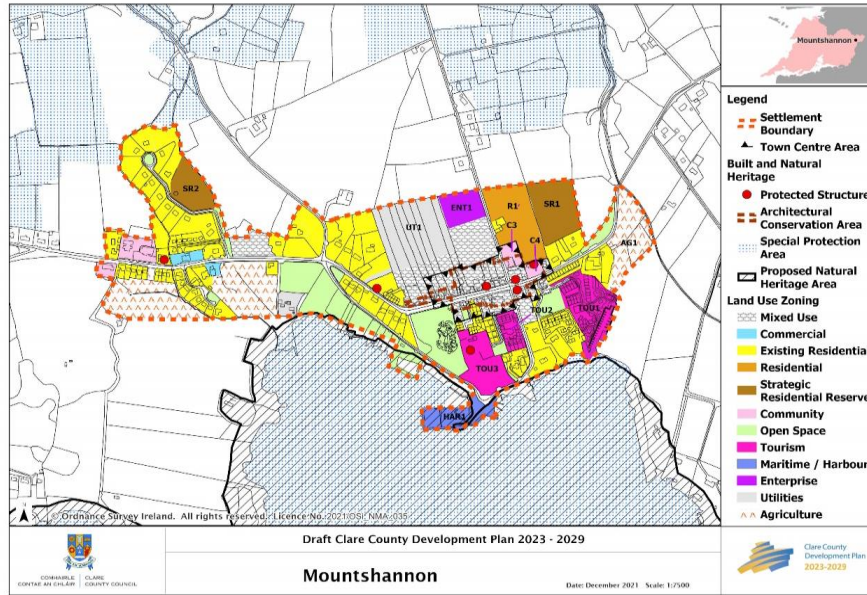 SR2
UT1
ENT1
R1
SR1
C3
C4
AG1
TOU2
TOU1
TOU3
HAR1
N
© Ordnance Survey Ireland. All rights reserved. Licence No. 2021/OSI_NMA_035
Mountshannon
Legend
Settlement
Boundary
Town Centre Area
Built and Natural
Heritage
Protected Structure
Architectural
Conservation Area
Special Protection
Area
Proposed Natural
Heritage Area
Land Use Zoning
Mixed Use
Commercial
Existing Residential
Residential
Strategic
Residential Reserve
Community
Open Space
Tourism
Maritime / Harbour
Enterprise
Utilities
Agriculture
COMHAIRLE CLARE
CONTAE AN CHLÁIR COUNTY COUNCIL
Draft Clare County Development Plan 2023 - 2029
Mountshannon
Date: December 2021 Scale: 1:7500
Clare County
Development Plan
2023-2029